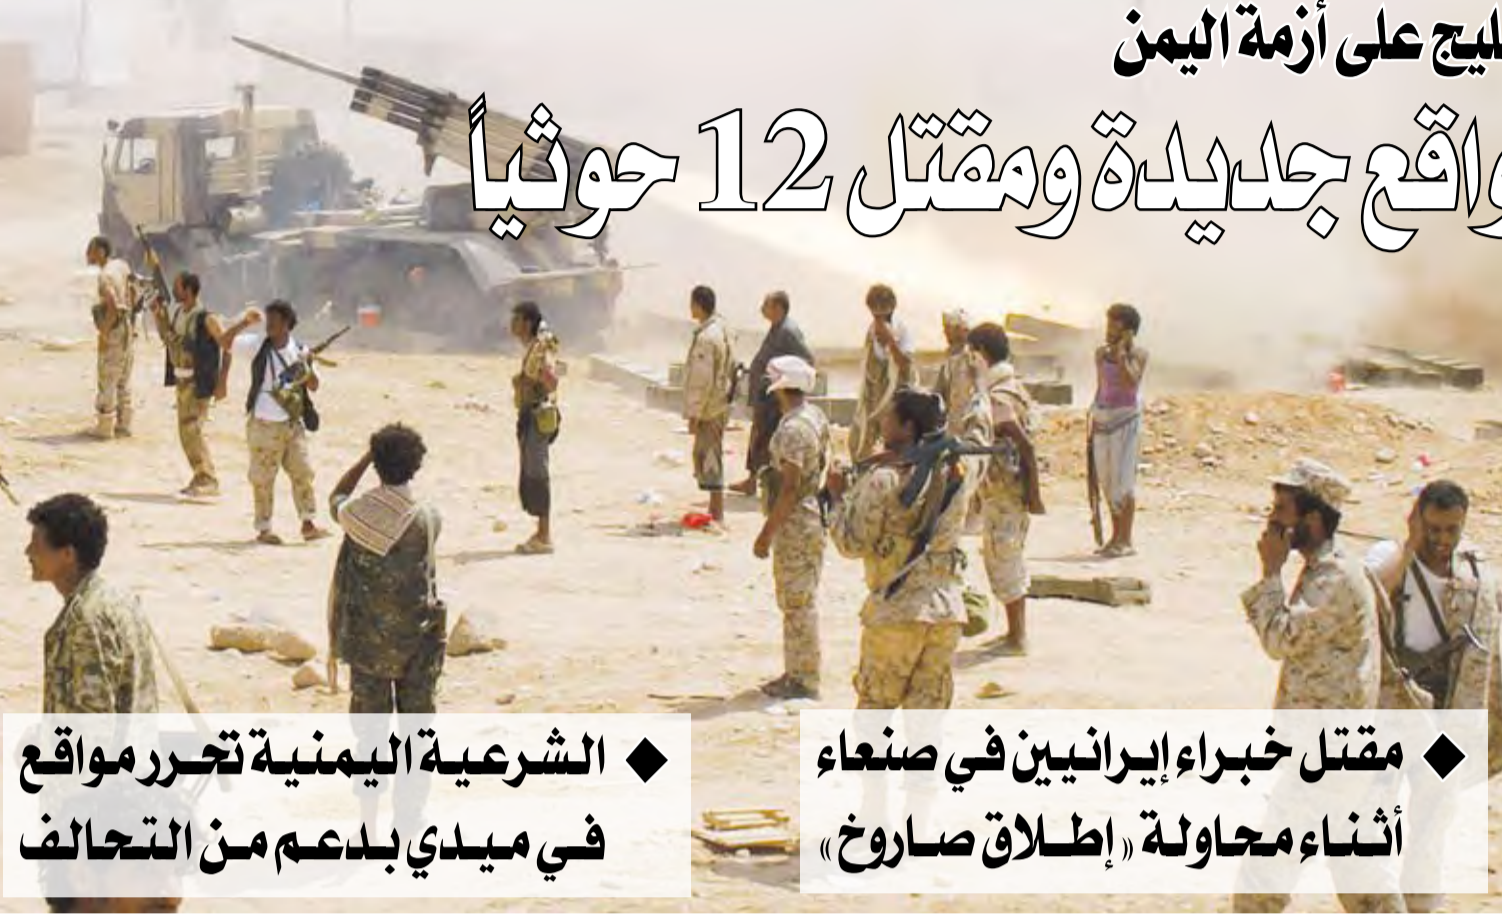 على أزمة اليمن
جديدة ومقتل 12 حوثياً
◆ مقتل خبراء إيرانيين في صنعاء
أثناء محاولة «إطلاق صاروخ»
◆ الشرعية اليمنية تحرر مواقع
في ميدي بدعم من التحالف